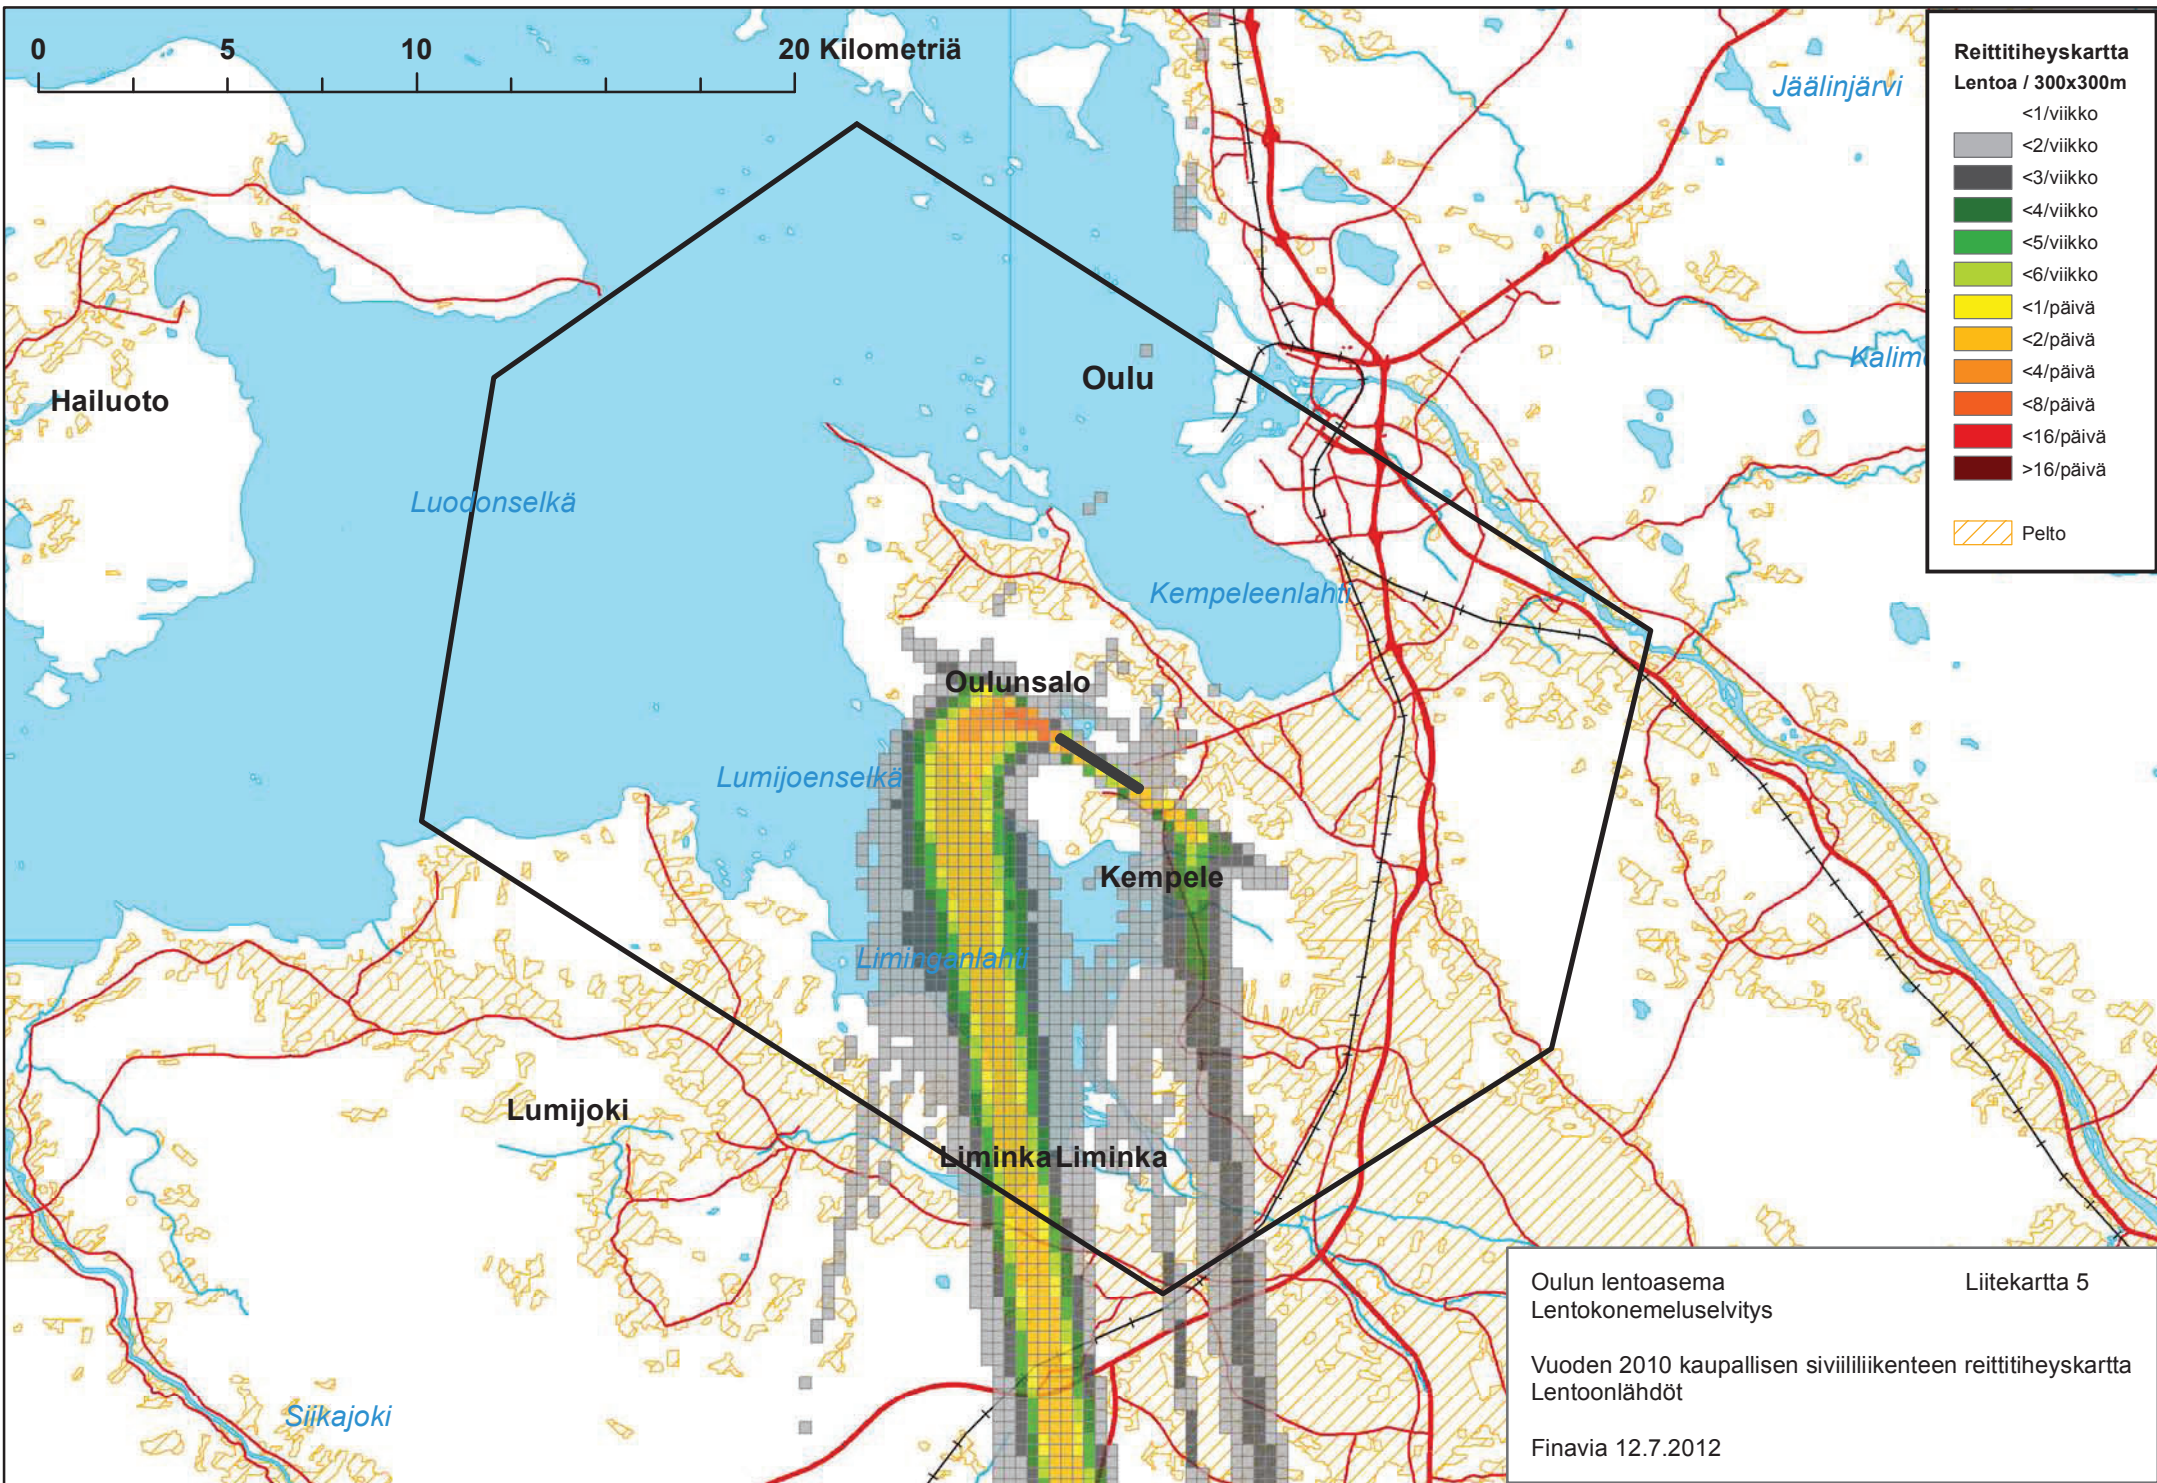 0 5 10 20 Kilometriä
Reittitiheyskartta
Lentoa / 300x300m
<1/viikko
<2/viikko
<3/viikko
<4/viikko
<5/viikko
<6/viikko
<1/päivä
<2/päivä
<4/päivä
<8/päivä
<16/päivä
>16/päivä
Pelto
Jäälinjärvi
Oulu
Hailuoto
Luodonselkä
Kempeleenlahti
Oulunsalo
Lumijoenselkä
Kempele
Liminganlahti
Lumijoki
Liminka Liminka
Siikajoki
Oulun lentoasema Liitekartta 5
Lentokonemeluselvitys
Vuoden 2010 kaupallisen siviililiikenteen reittitiheyskartta
Lentoonlähdöt
Finavia 12.7.2012